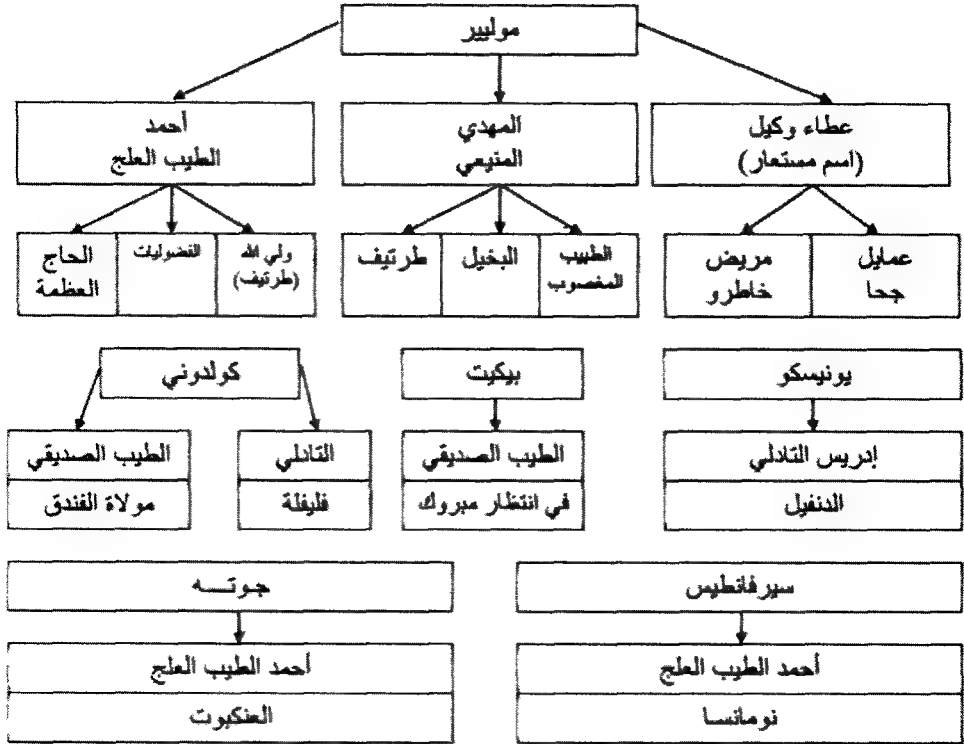 موليير
عطاء وكيل
(اسم مستعار)
المهدي
المنيعي
أحمد
الطيب العلج
عمايل
جحا
مريض
خاطرو
الطبيب
المغصوب
البخيل
طرتيف
ولي الله
(طرتيف)
الفضوليات
الحاج
العظمة
يونيسكو
بيكيت
كولدوني
إدريس التادلي
الطيب الصديقي
التادلي
الطيب الصديقي
الدنفيل
في انتظار مبروك
فليفلة
مولاة الفندق
سيرفانطيس
جوتـــه
أحمد الطيب العلج
أحمد الطيب العلج
نومانسا
العنكبوت